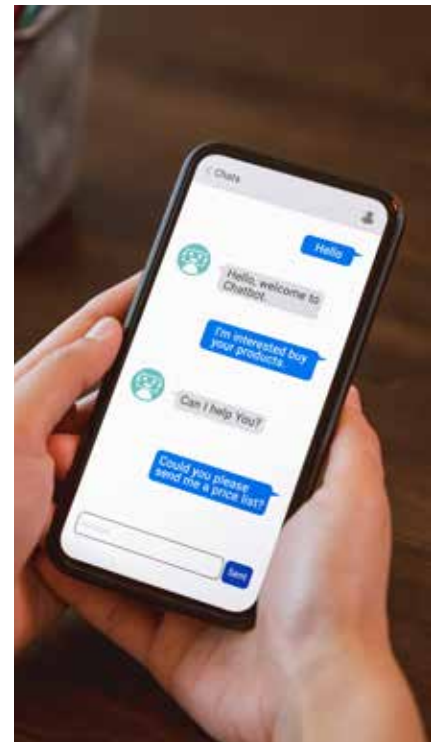 < Chats
Hello
Hello, welcome to
Chatbot.
I'm interested buy
your products.
Can I help You?
Could you please
send me a price list?
Sent